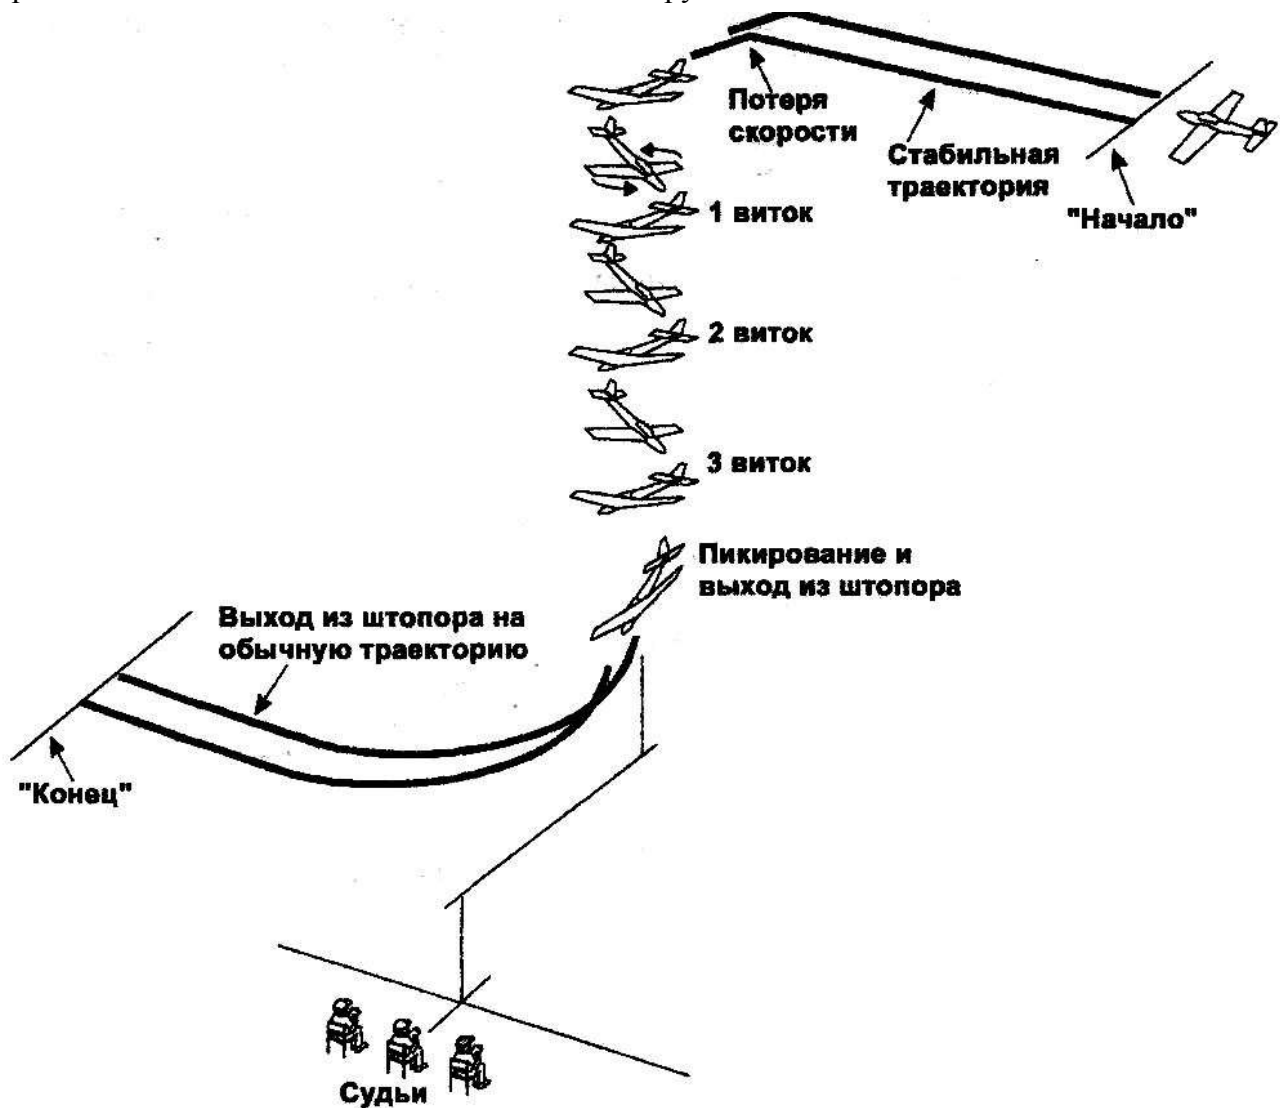 Потеря
скорости
Стабильная
траектория
"Начало"
1 виток
2 виток
3 виток
Пикирование и
выход из штопора
Выход из штопора на
обычную траекторию
"Конец"
Судьи